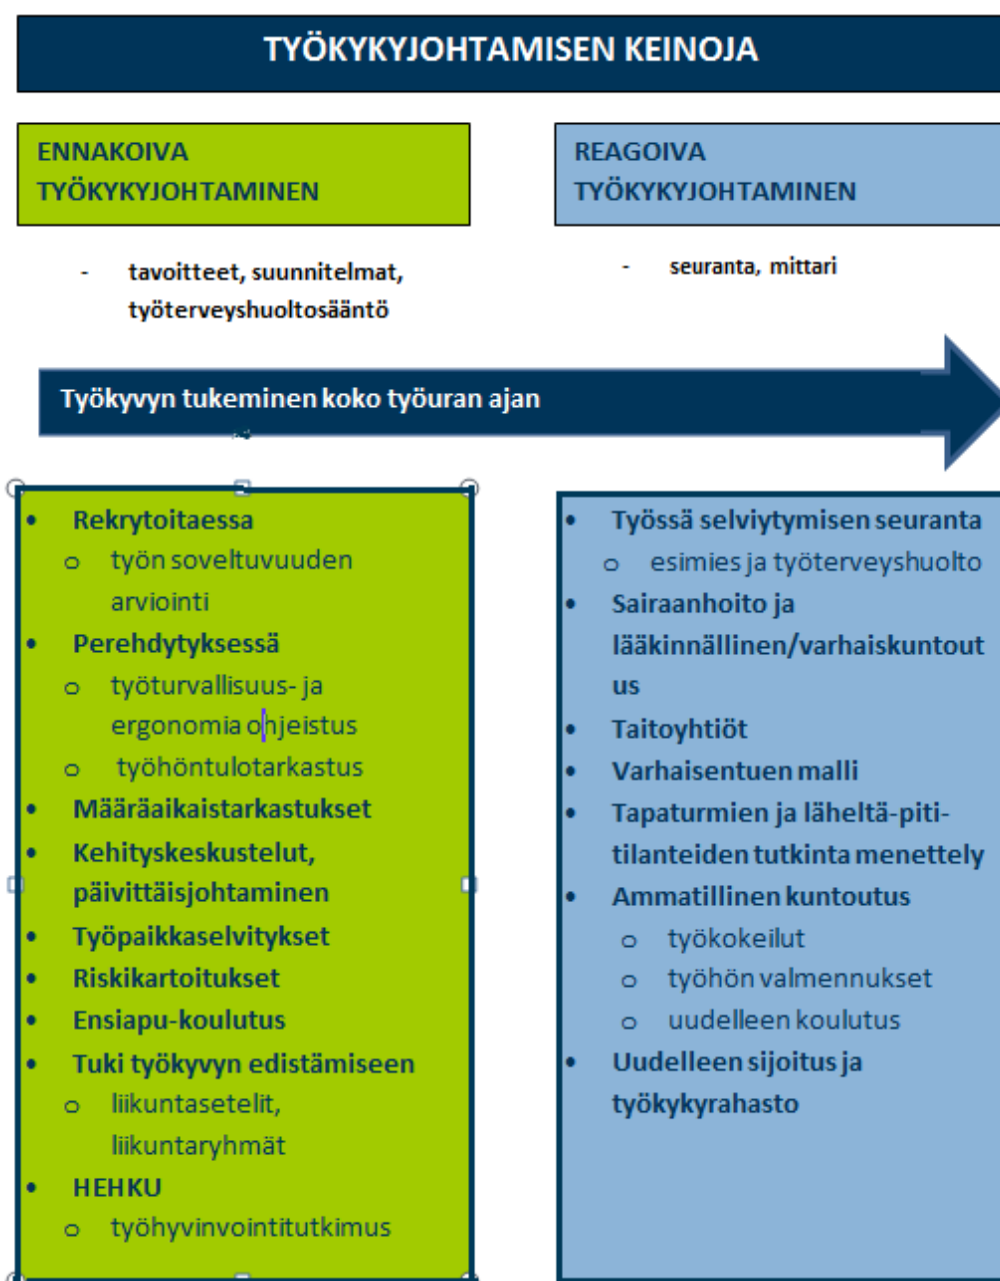 TYÖKYKYJOHTAMISEN KEINOJA
ENNAKOIVA
TYÖKYKYJOHTAMINEN
- tavoitteet, suunnitelmat,
työterveyshuoltosääntö
REAGOIVA
TYÖKYKYJOHTAMINEN
- seuranta, mittari
Työkyvyn tukeminen koko työuran ajan
• Rekrytoitaessa
o työn soveltuvuuden
arviointi
• Perehdytyksessä
o työturvallisuus- ja
ergonomia ohjeistus
o työhöntulotarkastus
• Määräaikaistarkastukset
• Kehityskeskustelut,
päivittäisjohtaminen
• Työpaikkaselvitykset
• Riskikartoitukset
• Ensiapu-koulutus
• Tuki työkyvyn edistämiseen
o liikuntasetelit,
liikuntaryhmät
• HEHKU
o työhyvinvointitutkimus
• Työssä selviytymisen seuranta
o esimies ja työterveyshuolto
• Sairaanhoito ja
lääkinnällinen/varhaiskuntout
us
• Taitoyhtiöt
• Varhaisentuen malli
• Tapaturmien ja läheltä-piti-
tilanteiden tutkinta menettely
• Ammatillinen kuntoutus
o työkokeilut
o työhön valmennukset
o uudelleen koulutus
• Uudelleen sijoitus ja
työkykyrahasto